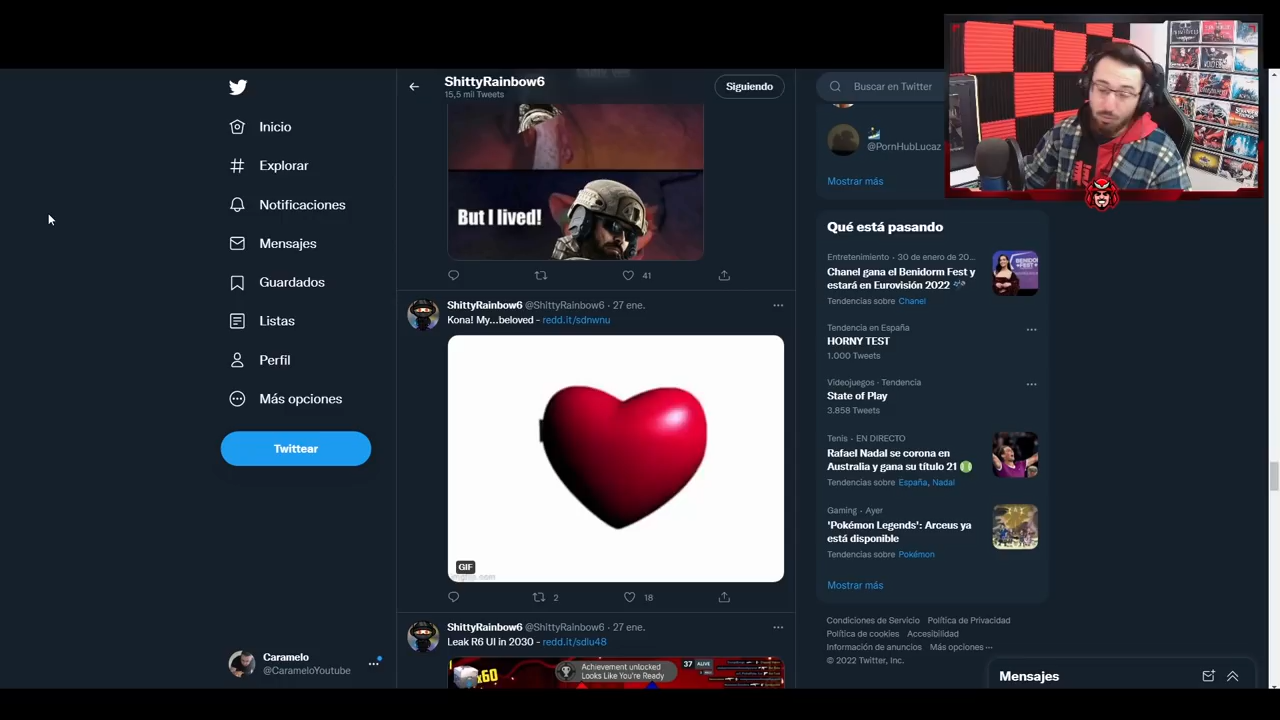 Inicio
Explorar
Notificaciones
Mensajes
Guardados
Listas
Perfil
Más opciones
Twittear
Caramelo
@CarameloYoutube
ShittyRainbow6
15,5 mil Tweets
Siguiendo
But I lived!
41
ShittyRainbow6 @ShittyRainbow6 · 27 ene.
Kona! My...beloved - redd.it/sdnwnu
GIF
2
18
ShittyRainbow6 @ShittyRainbow6 · 27 ene.
Leak R6 UI in 2030 - redd.it/sdlu48
x60
Achievement unlocked
Looks Like You're Ready
37 ALIVE
Buscar en Twitter
@PornHubLucaz
Mostrar más
Qué está pasando
Entretenimiento · 30 de enero de 20...
Chanel gana el Benidorm Fest y
estará en Eurovisión 2022
Tendencias sobre Chanel
Tendencia en España
HORNY TEST
1.000 Tweets
Videojuegos · Tendencia
State of Play
3.858 Tweets
Tenis · EN DIRECTO
Rafael Nadal se corona en
Australia y gana su título 21
Tendencias sobre España, Nadal
Gaming · Ayer
'Pokémon Legends': Arceus ya
está disponible
Tendencias sobre Pokémon
Mostrar más
Condiciones de Servicio Política de Privacidad
Política de cookies Accesibilidad
Información de anuncios Más opciones ···
© 2022 Twitter, Inc.
Mensajes